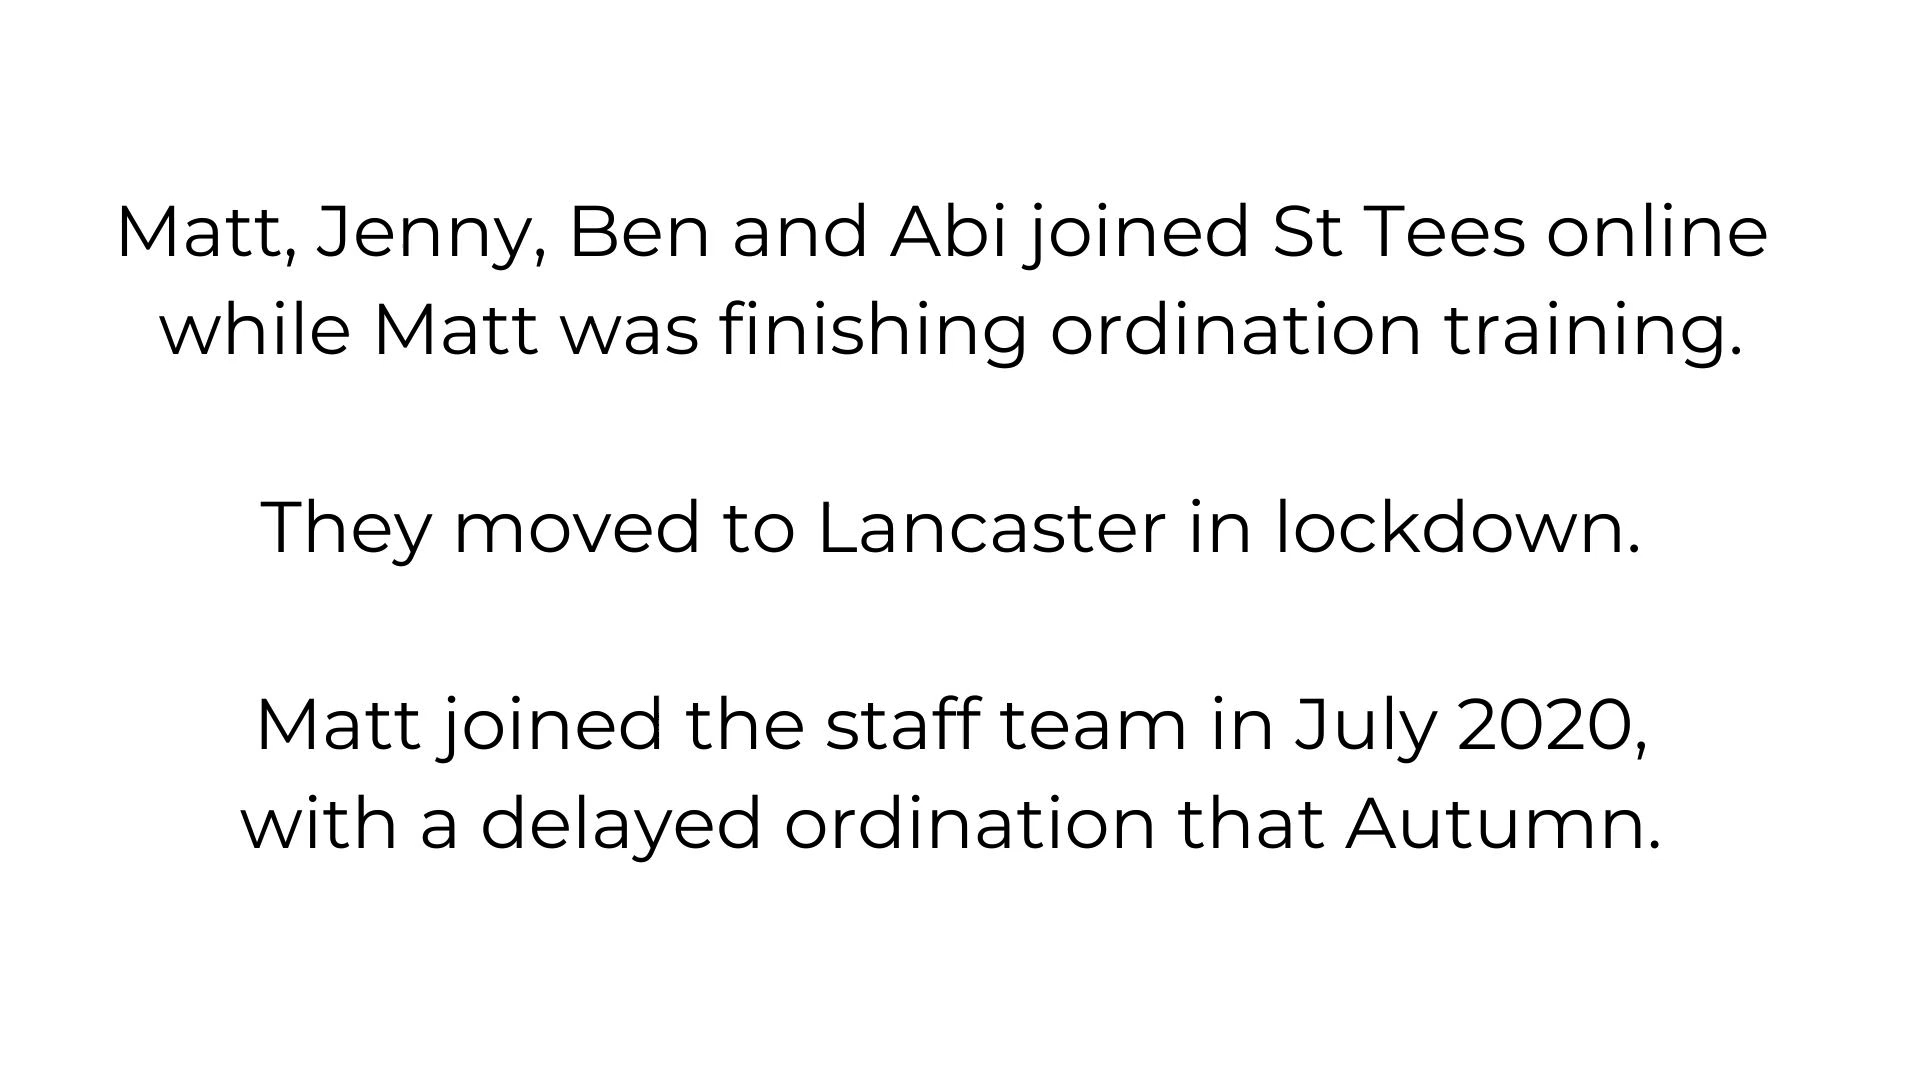 Matt, Jenny, Ben and Abi joined St Tees online
while Matt was finishing ordination training.
They moved to Lancaster in lockdown.
Matt joined the staff team in July 2020,
with a delayed ordination that Autumn.